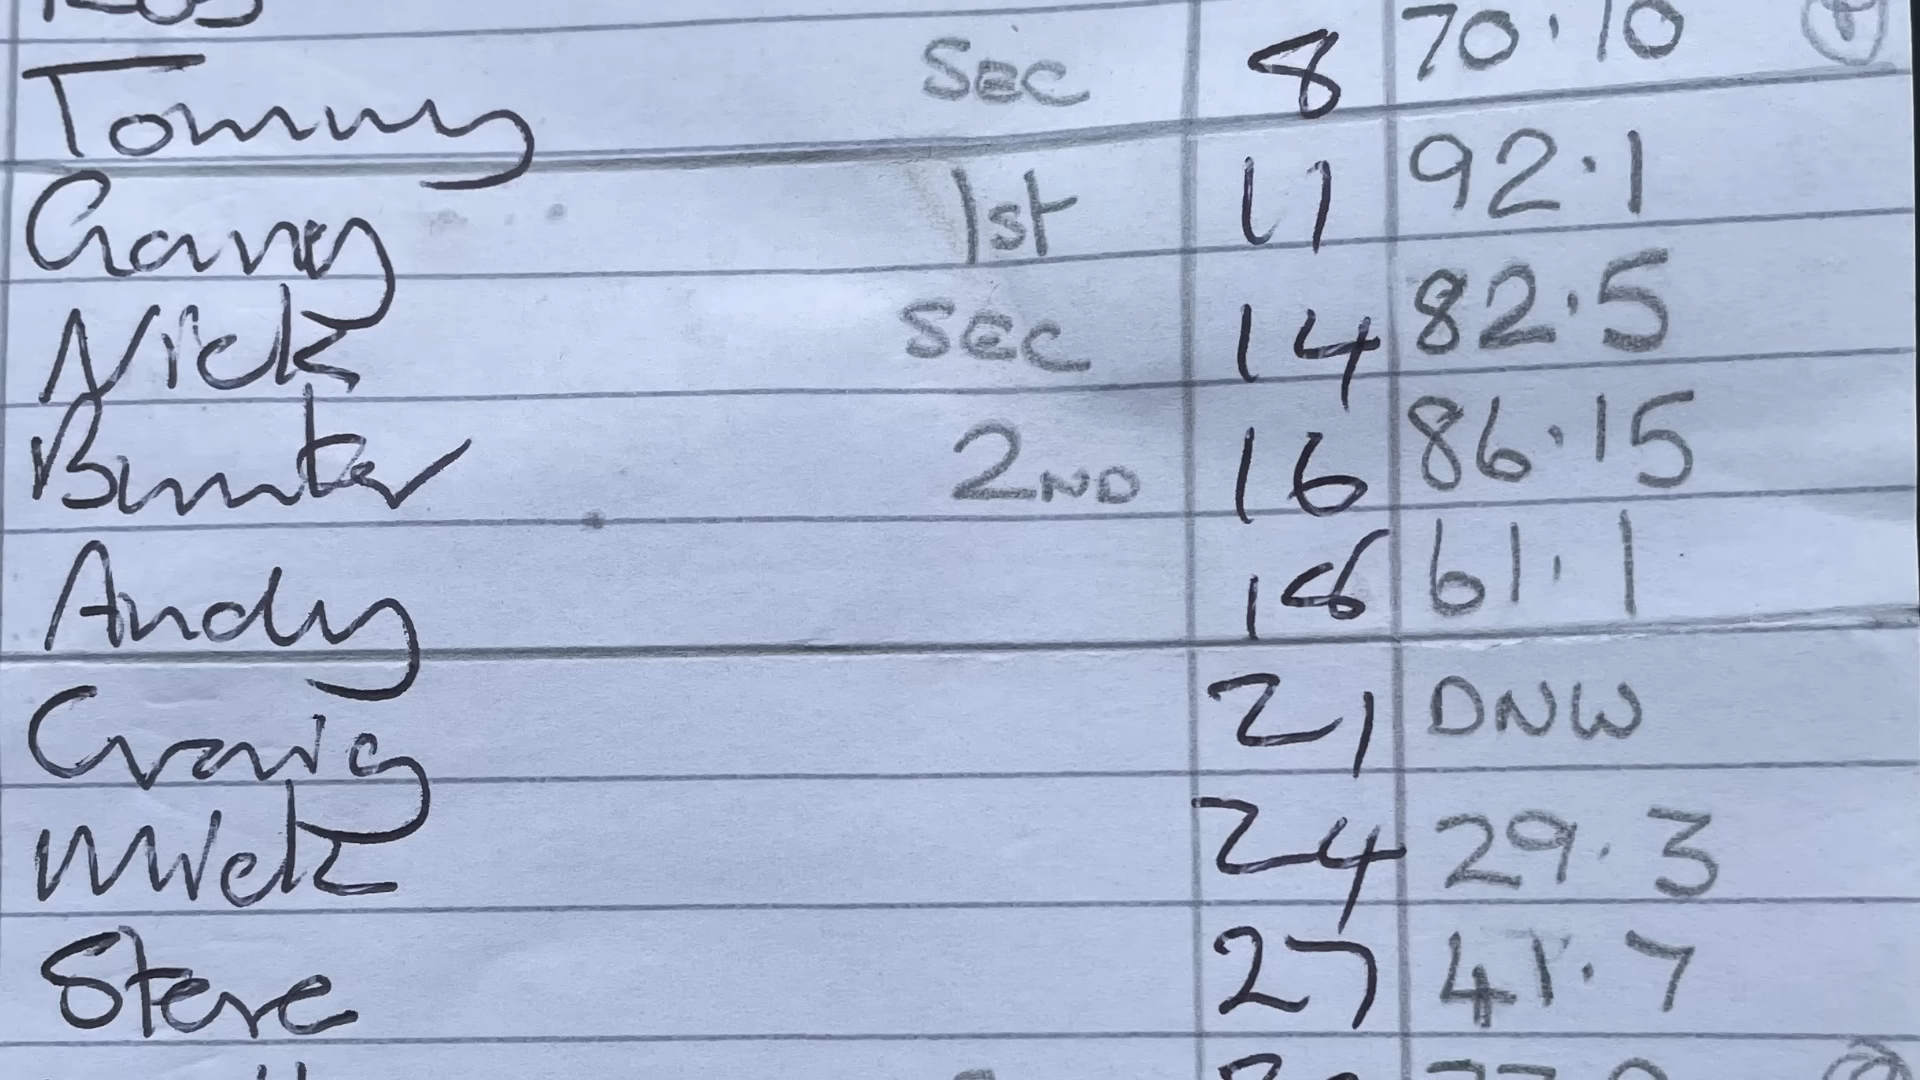 Tommy SEC 8 70.10
Garry 1st 11 92.1
Nick SEC 14 82.5
Bunter 2ND 16 86.15
Andy 18 61.1
Craig 21 DNW
Mick 24 29.3
Steve 27 41.7